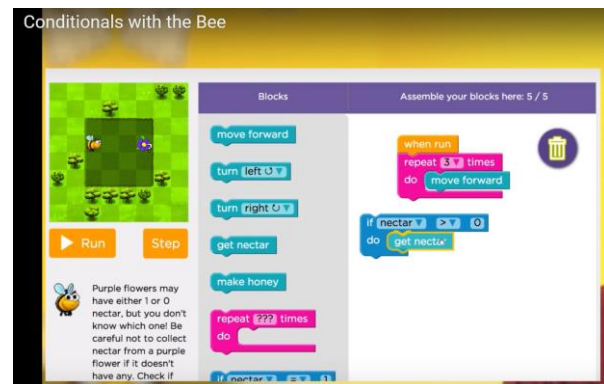 Conditionals with the Bee
Blocks
Assemble your blocks here: 5 / 5
move forward
turn left ↺ ▼
turn right ↻ ▼
get nectar
make honey
repeat ??? times
do
if nectar ▼ = ▼ 0
when run
repeat 3 ▼ times
do move forward
if nectar ▼ > ▼ 0
do get nectar
Run
Step
Purple flowers may
have either 1 or 0
nectar, but you don't
know which one! Be
careful not to collect
nectar from a purple
flower if it doesn't
have any. Check if